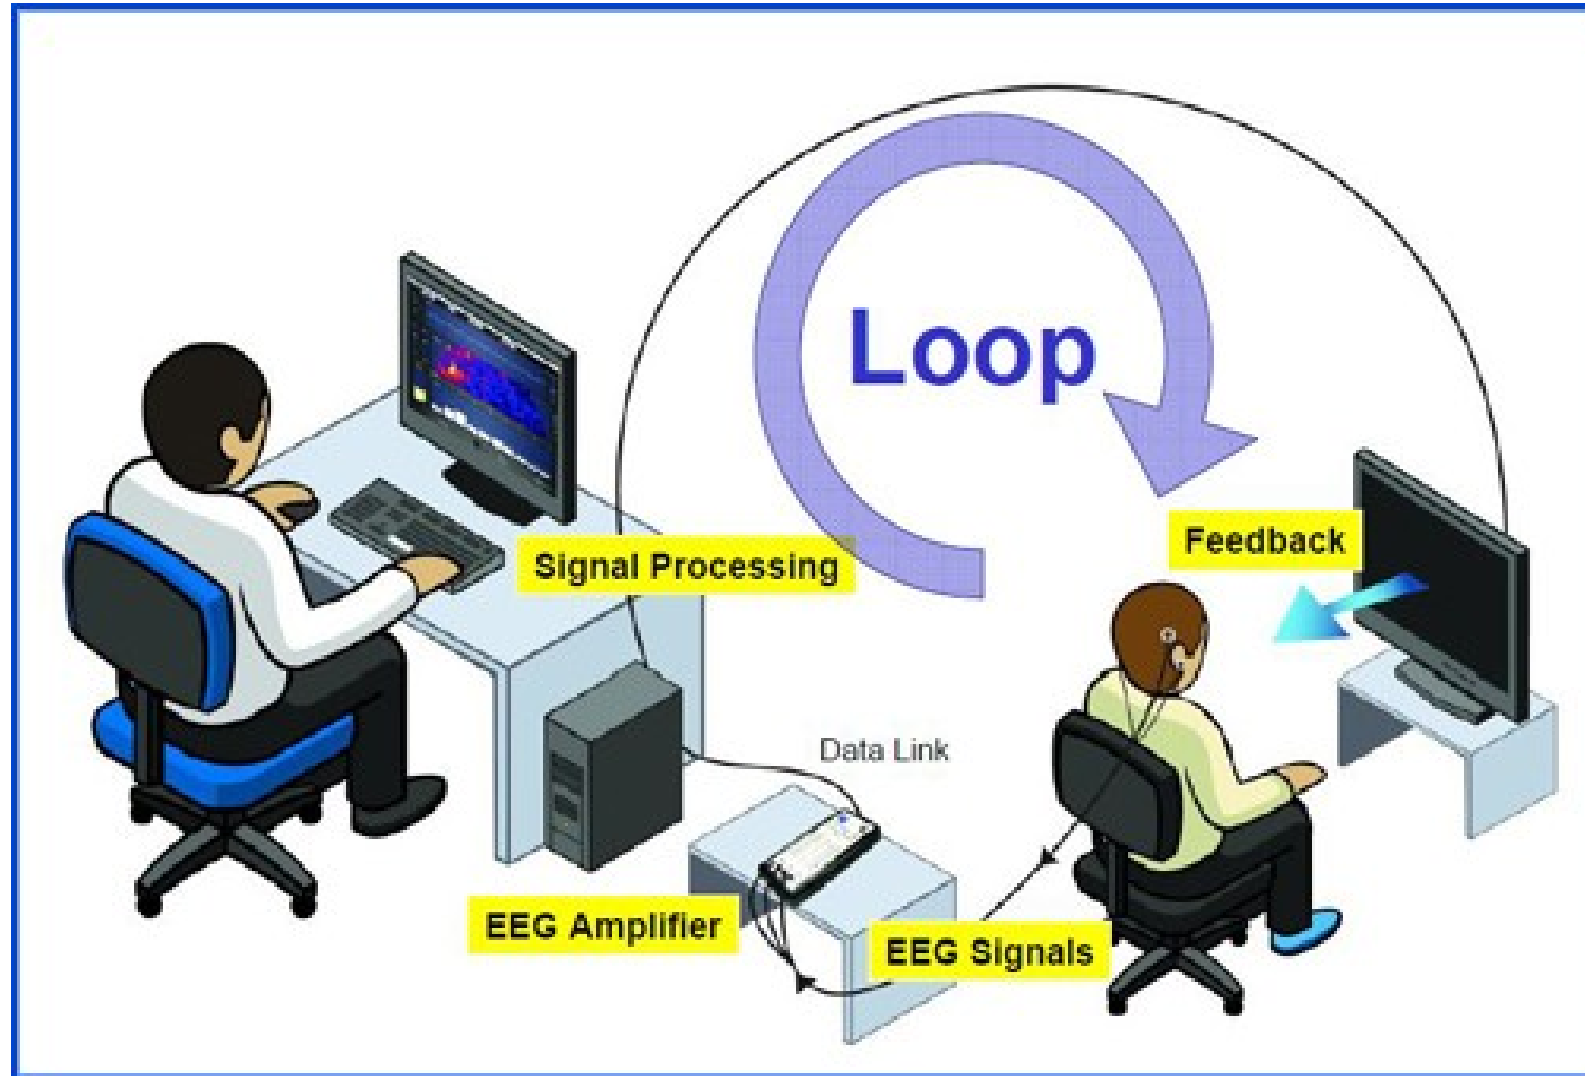 Loop
Feedback
Signal Processing
Data Link
EEG Amplifier
EEG Signals